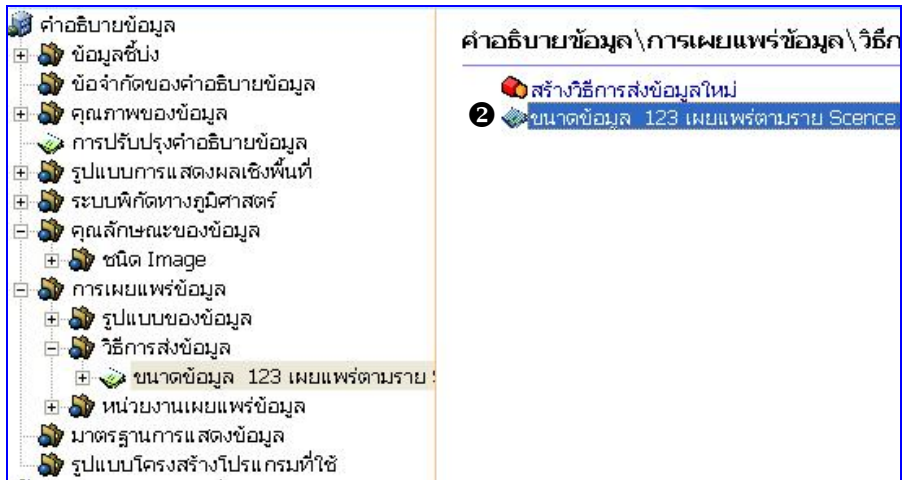 คำอธิบายข้อมูล
ข้อมูลชี้บ่ง
ข้อจำกัดของคำอธิบายข้อมูล
คุณภาพของข้อมูล
การปรับปรุงคำอธิบายข้อมูล
รูปแบบการแสดงผลเชิงพื้นที่
ระบบพิกัดทางภูมิศาสตร์
คุณลักษณะของข้อมูล
ชนิด Image
การเผยแพร่ข้อมูล
รูปแบบของข้อมูล
วิธีการส่งข้อมูล
ขนาดข้อมูล 123 เผยแพร่ตามราย
หน่วยงานเผยแพร่ข้อมูล
มาตรฐานการแสดงข้อมูล
รูปแบบโครงสร้างโปรแกรมที่ใช้
คำอธิบายข้อมูล\การเผยแพร่ข้อมูล\วิธีก
สร้างวิธีการส่งข้อมูลใหม่
❷ ขนาดข้อมูล 123 เผยแพร่ตามราย Scence